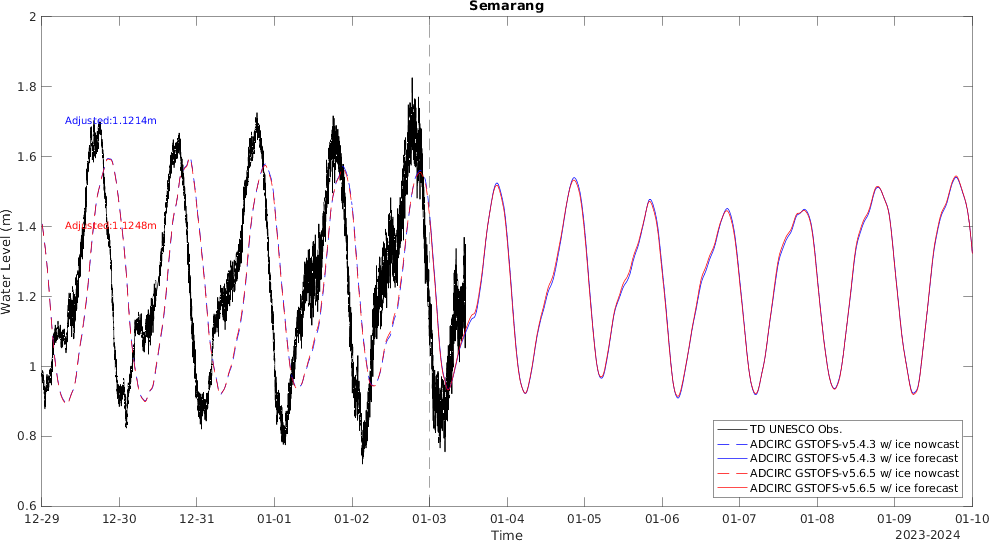 Semarang
2
1.8
1.6
1.4
1.2
1
0.8
0.6
Water Level (m)
Adjusted:1.1214m
Adjusted:1.1248m
TD UNESCO Obs.
ADCIRC GSTOFS-v5.4.3 w/ ice nowcast
ADCIRC GSTOFS-v5.4.3 w/ ice forecast
ADCIRC GSTOFS-v5.6.5 w/ ice nowcast
ADCIRC GSTOFS-v5.6.5 w/ ice forecast
12-29 12-30 12-31 01-01 01-02 01-03 01-04 01-05 01-06 01-07 01-08 01-09 01-10
Time
2023-2024